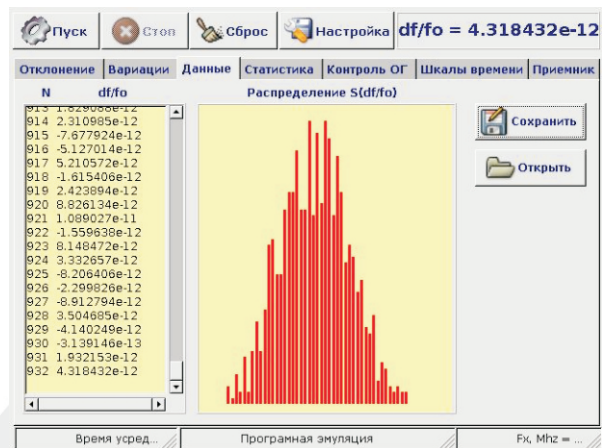 Пуск Стоп Сброс Настройка df/fo = 4.318432e-12
Отклонение Вариации Данные Статистика Контроль ОГ Шкалы времени Приемник
N df/fo Распределение S(df/fo)
913 1.829088e-12
914 2.310985e-12
915 -7.677924e-12
916 -5.127014e-12
917 5.210572e-12
918 -1.615406e-12
919 2.423894e-12
920 8.826134e-12
921 1.089027e-11
922 -1.559638e-12
923 8.148472e-12
924 3.332657e-12
925 -8.206406e-12
926 -2.299826e-12
927 -8.912794e-12
928 3.504685e-12
929 -4.140249e-12
930 -3.139146e-13
931 1.932153e-12
932 4.318432e-12
Сохранить
Открыть
Время усред... Програмная эмуляция Fx, Mhz = ...